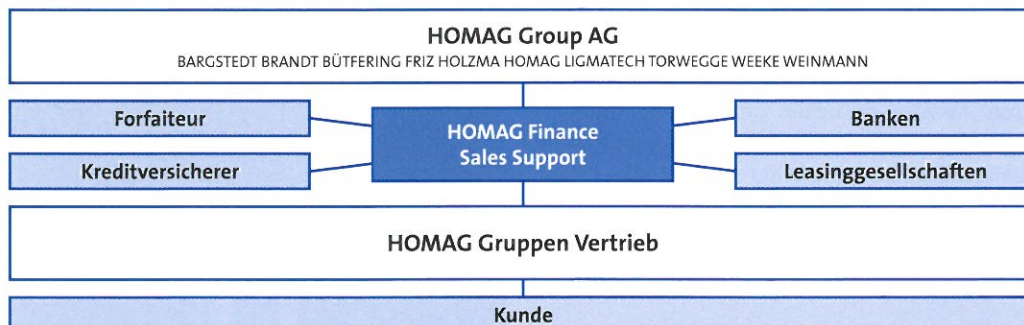 HOMAG Group AG
BARGSTEDT BRANDT BÜTFERING FRIZ HOLZMA HOMAG LIGMATECH TORWEGGE WEEKE WEINMANN
Forfaiteur
HOMAG Finance
Sales Support
Banken
Kreditversicherer
Leasinggesellschaften
HOMAG Gruppen Vertrieb
Kunde